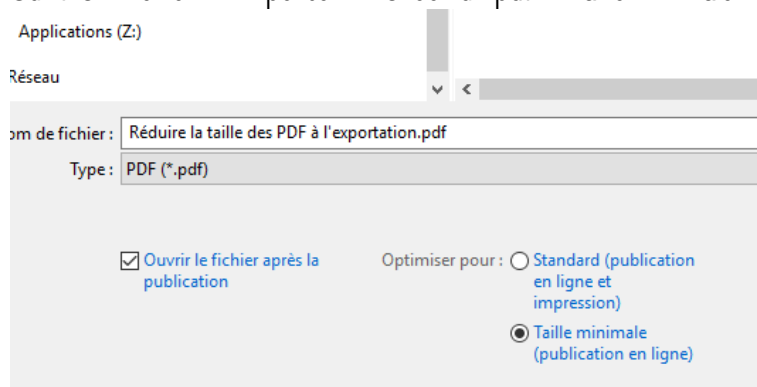 Applications (Z:)
Réseau
om de fichier : Réduire la taille des PDF à l'exportation.pdf
Type : PDF (*.pdf)
Ouvrir le fichier après la publication
Optimiser pour :
Standard (publication en ligne et impression)
Taille minimale (publication en ligne)